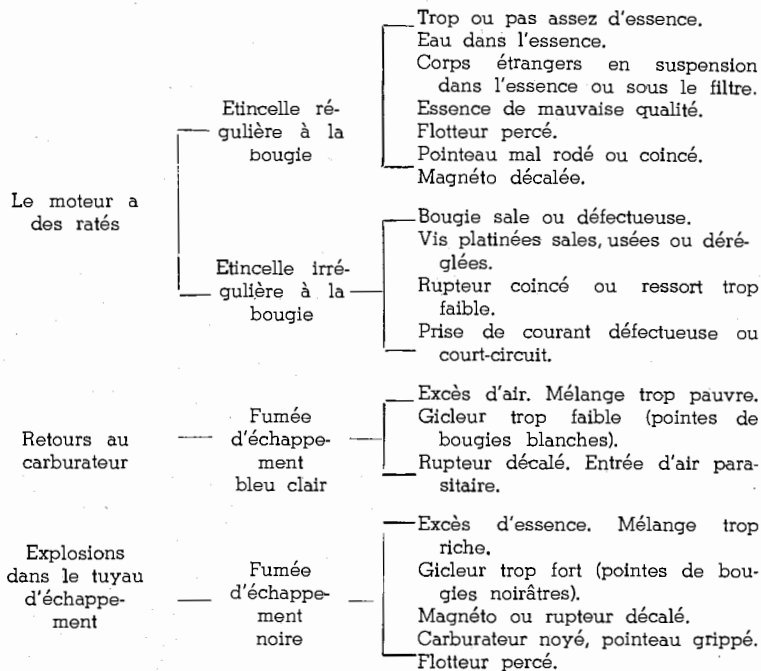 Le moteur a
des ratés
Etincelle ré-
gulière à la
bougie
Trop ou pas assez d'essence.
Eau dans l'essence.
Corps étrangers en suspension
dans l'essence ou sous le filtre.
Essence de mauvaise qualité.
Flotteur percé.
Pointeau mal rodé ou coincé.
Magnéto décalée.
Etincelle irré-
gulière à la
bougie
Bougie sale ou défectueuse.
Vis platinées sales, usées ou déré-
glées.
Rupteur coincé ou ressort trop
faible.
Prise de courant défectueuse ou
court-circuit.
Retours au
carburateur
Fumée
d'échappe-
ment
bleu clair
Excès d'air. Mélange trop pauvre.
Gicleur trop faible (pointes de
bougies blanches).
Rupteur décalé. Entrée d'air para-
sitaire.
Explosions
dans le tuyau
d'échappe-
ment
Fumée
d'échappe-
ment
noire
Excès d'essence. Mélange trop
riche.
Gicleur trop fort (pointes de bou-
gies noirâtres).
Magnéto ou rupteur décalé.
Carburateur noyé, pointeau grippé.
Flotteur percé.